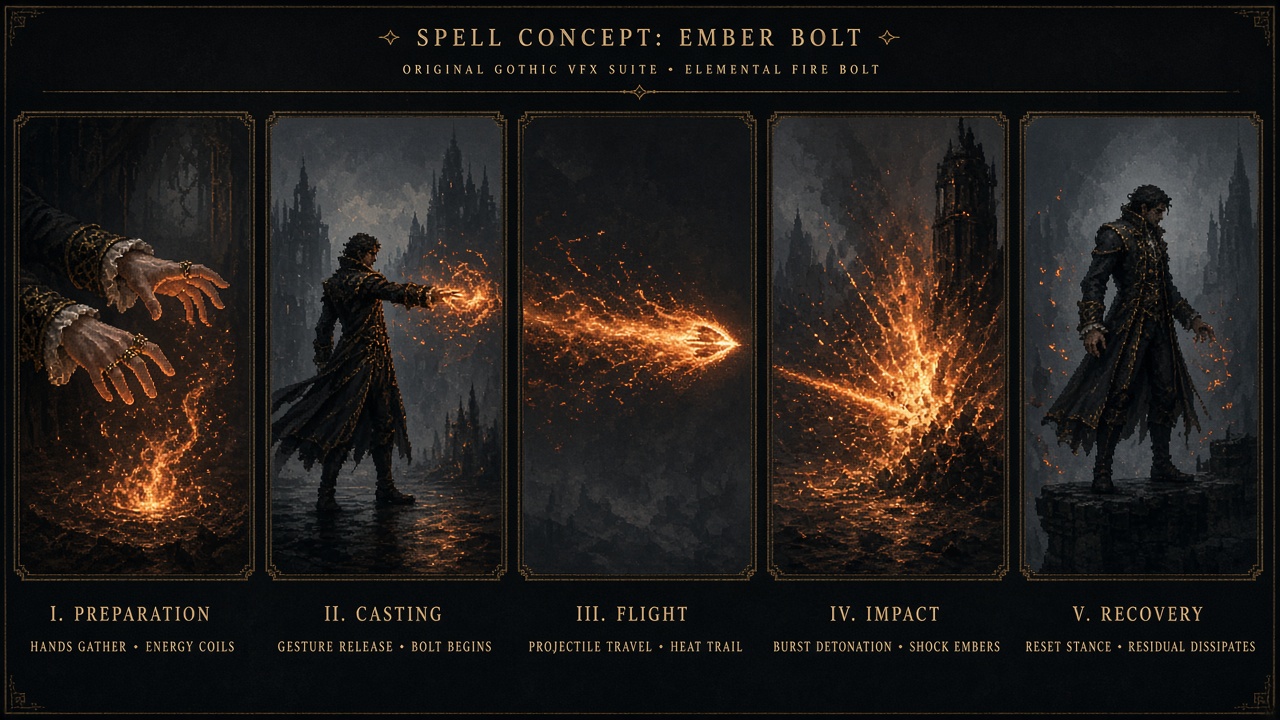 SPELL CONCEPT: EMBER BOLT
ORIGINAL GOTHIC VFX SUITE • ELEMENTAL FIRE BOLT
I. PREPARATION
HANDS GATHER • ENERGY COILS
II. CASTING
GESTURE RELEASE • BOLT BEGINS
III. FLIGHT
PROJECTILE TRAVEL • HEAT TRAIL
IV. IMPACT
BURST DETONATION • SHOCK EMBERS
V. RECOVERY
RESET STANCE • RESIDUAL DISSIPATES